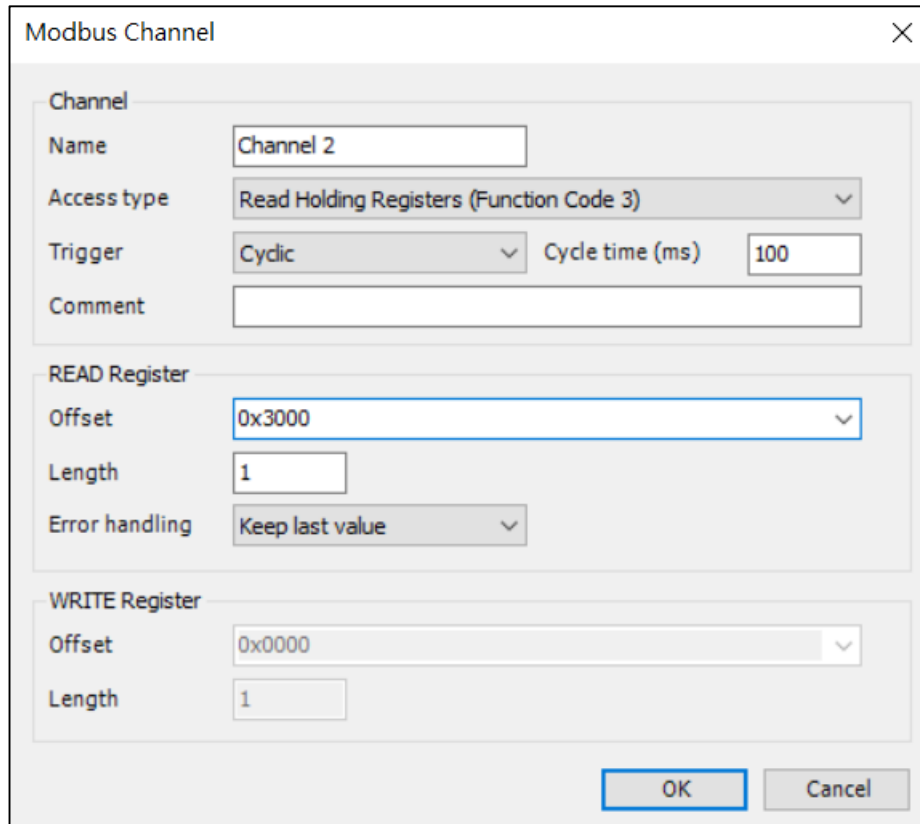 Modbus Channel
Channel
Name Channel 2
Access type Read Holding Registers (Function Code 3)
Trigger Cyclic Cycle time (ms) 100
Comment
READ Register
Offset 0x3000
Length 1
Error handling Keep last value
WRITE Register
Offset 0x0000
Length 1
OK Cancel